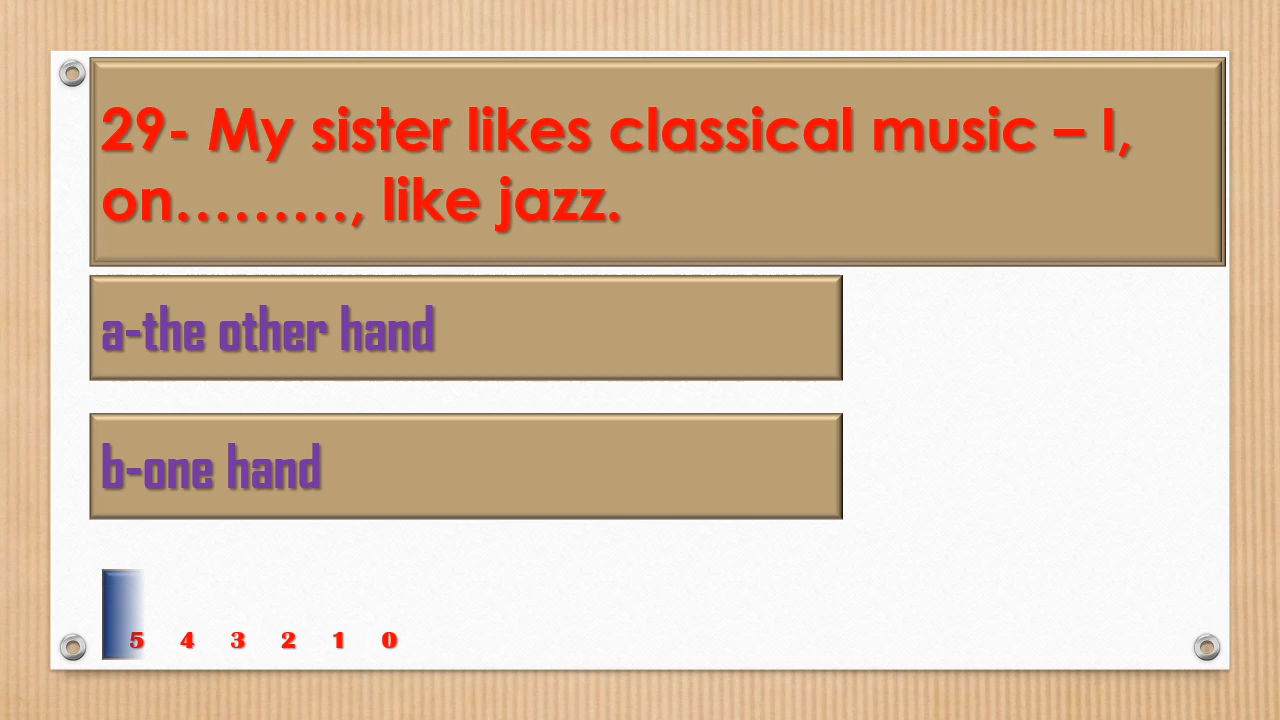 29- My sister likes classical music – I,
on………, like jazz.
a-the other hand
b-one hand
5 4 3 2 1 0